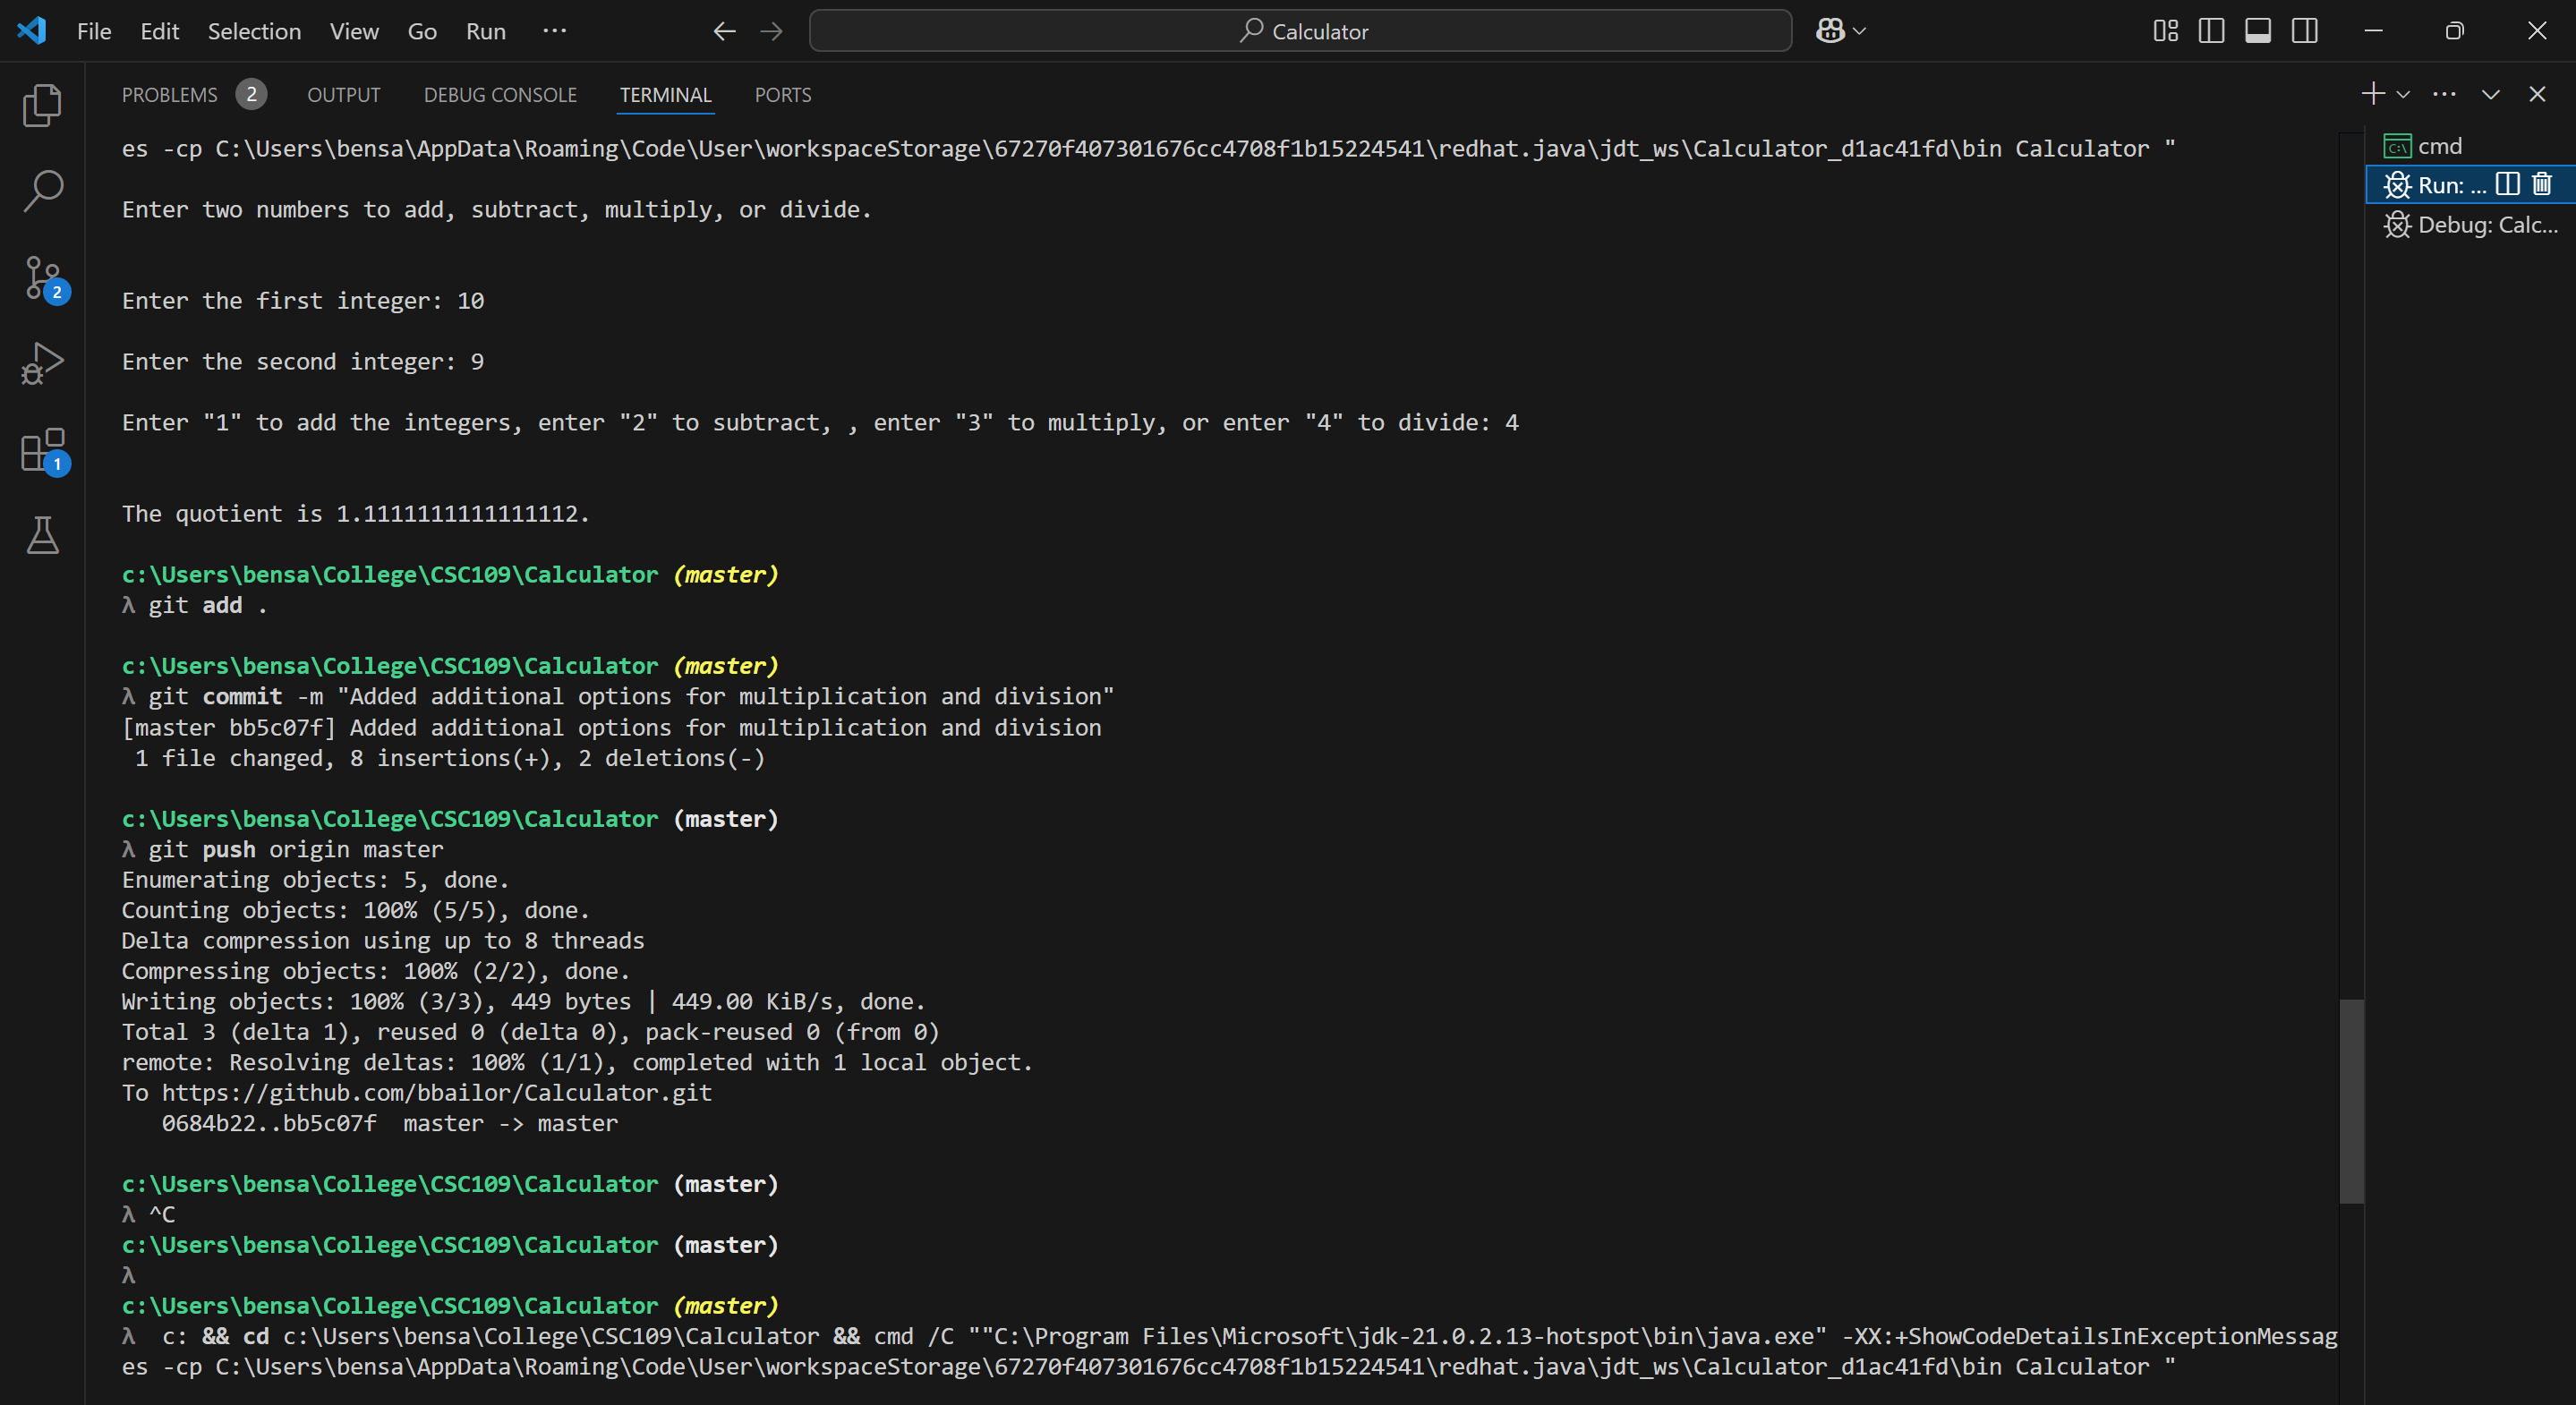 File Edit Selection View Go Run ··· Calculator
PROBLEMS 2 OUTPUT DEBUG CONSOLE TERMINAL PORTS
es -cp C:\Users\bensa\AppData\Roaming\Code\User\workspaceStorage\67270f407301676cc4708f1b15224541\redhat.java\jdt_ws\Calculator_d1ac41fd\bin Calculator "
Enter two numbers to add, subtract, multiply, or divide.
Enter the first integer: 10
Enter the second integer: 9
Enter "1" to add the integers, enter "2" to subtract, , enter "3" to multiply, or enter "4" to divide: 4
The quotient is 1.1111111111111112.
c:\Users\bensa\College\CSC109\Calculator (master)
λ git add .
c:\Users\bensa\College\CSC109\Calculator (master)
λ git commit -m "Added additional options for multiplication and division"
[master bb5c07f] Added additional options for multiplication and division
1 file changed, 8 insertions(+), 2 deletions(-)
c:\Users\bensa\College\CSC109\Calculator (master)
λ git push origin master
Enumerating objects: 5, done.
Counting objects: 100% (5/5), done.
Delta compression using up to 8 threads
Compressing objects: 100% (2/2), done.
Writing objects: 100% (3/3), 449 bytes | 449.00 KiB/s, done.
Total 3 (delta 1), reused 0 (delta 0), pack-reused 0 (from 0)
remote: Resolving deltas: 100% (1/1), completed with 1 local object.
To https://github.com/bbailor/Calculator.git
0684b22..bb5c07f master -> master
c:\Users\bensa\College\CSC109\Calculator (master)
λ ^C
c:\Users\bensa\College\CSC109\Calculator (master)
λ
c:\Users\bensa\College\CSC109\Calculator (master)
λ c: && cd c:\Users\bensa\College\CSC109\Calculator && cmd /C ""C:\Program Files\Microsoft\jdk-21.0.2.13-hotspot\bin\java.exe" -XX:+ShowCodeDetailsInExceptionMessag
es -cp C:\Users\bensa\AppData\Roaming\Code\User\workspaceStorage\67270f407301676cc4708f1b15224541\redhat.java\jdt_ws\Calculator_d1ac41fd\bin Calculator "
cmd
Run: ...
Debug: Calc...
2
1